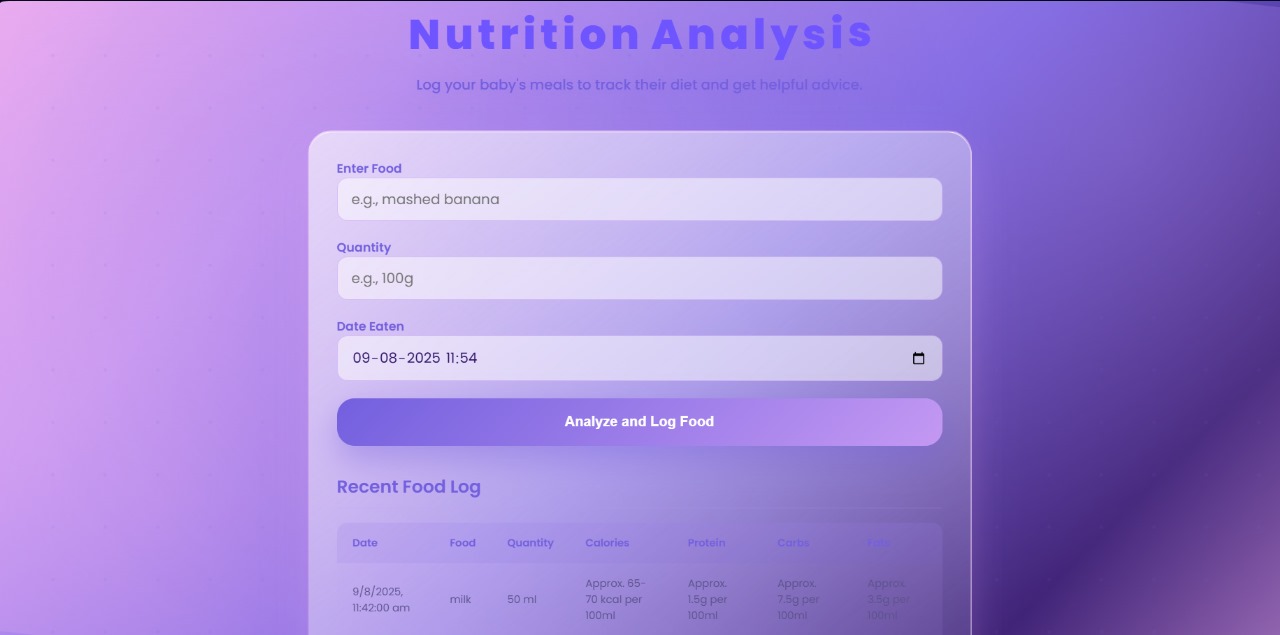 Nutrition Analysis
Log your baby's meals to track their diet and get helpful advice.
Enter Food
e.g., mashed banana
Quantity
e.g., 100g
Date Eaten
09-08-2025 11:54
Analyze and Log Food
Recent Food Log
Date Food Quantity Calories Protein Carbs Fats
9/8/2025, 11:42:00 am milk 50 ml Approx. 65-70 kcal per 100ml Approx. 1.5g per 100ml Approx. 7.5g per 100ml Approx. 3.5g per 100ml